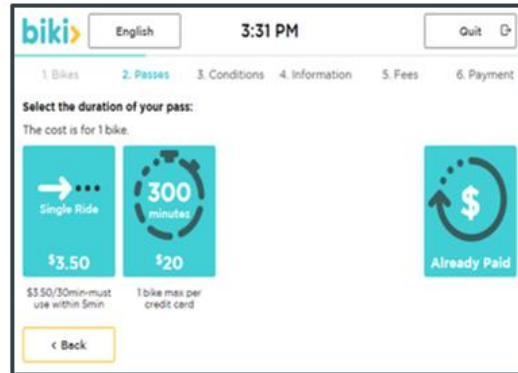 biki>
English
3:31 PM
Quit
1. Bikes
2. Passes
3. Conditions
4. Information
5. Fees
6. Payment
Select the duration of your pass:
The cost is for 1 bike.
Single Ride
$3.50
$3.50/30min-must
use within 5min
300
minutes
$20
1 bike max per
credit card
$
Already Paid
< Back